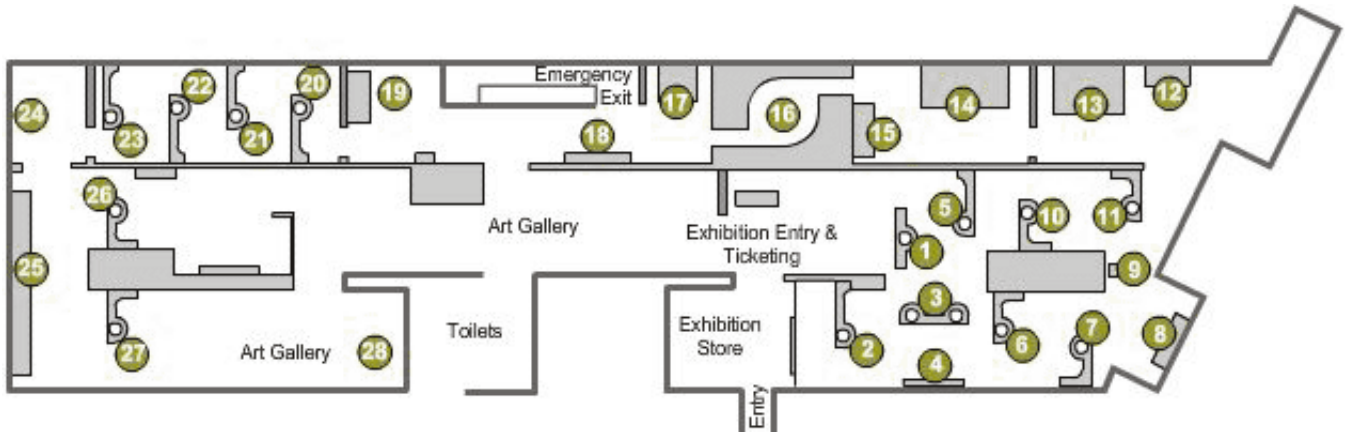 Emergency
Exit
22
20
19
24
23
21
17
16
18
15
14
13
12
26
5
10
11
Art Gallery
Exhibition Entry &
Ticketing
1
25
9
3
27
Art Gallery
28
Toilets
Exhibition
Store
2
4
6
7
8
Entry